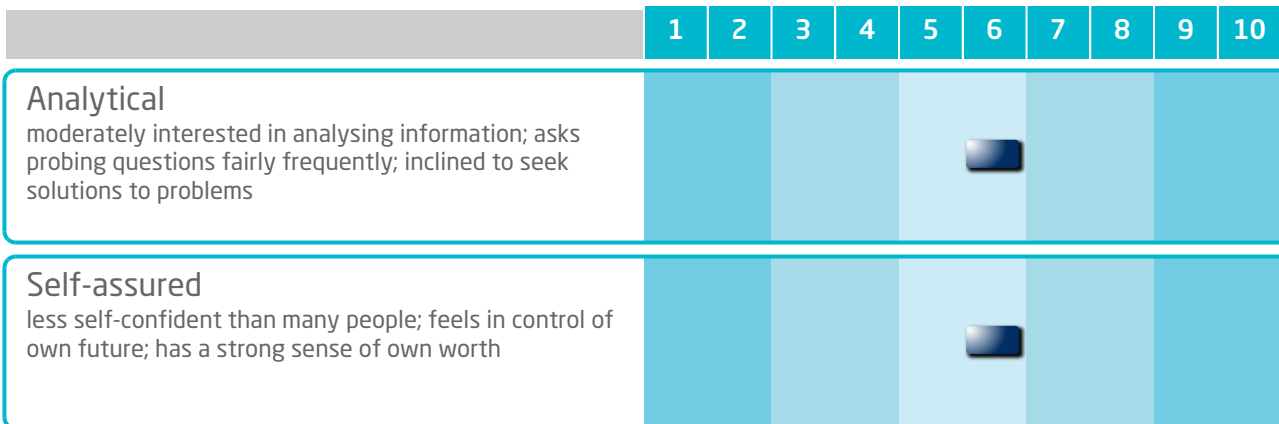 1 2 3 4 5 6 7 8 9 10
Analytical
moderately interested in analysing information; asks
probing questions fairly frequently; inclined to seek
solutions to problems
Self-assured
less self-confident than many people; feels in control of
own future; has a strong sense of own worth